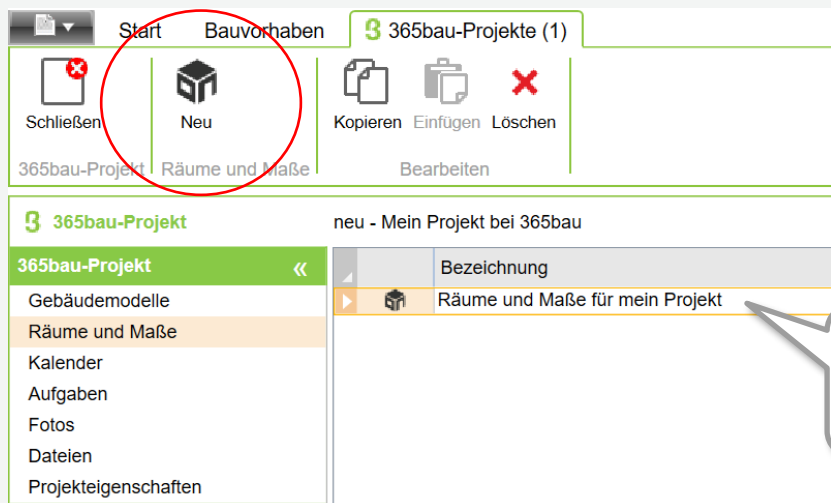 Start Bauvorhaben 365bau-Projekte (1)
Schließen Neu Kopieren Einfügen Löschen
365bau-Projekt Räume und Maße Bearbeiten
365bau-Projekt neu - Mein Projekt bei 365bau
365bau-Projekt «
Bezeichnung
Gebäudemodelle
Räume und Maße für mein Projekt
Räume und Maße
Kalender
Aufgaben
Fotos
Dateien
Projekteigenschaften